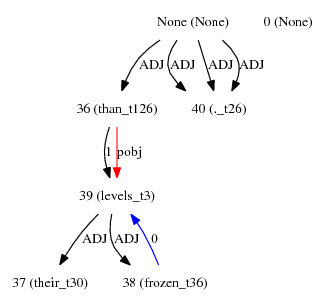 None (None) 0 (None)
ADJ ADJ ADJ ADJ
36 (than_t126) 40 (._t26)
1 pobj
39 (levels_t3)
ADJ ADJ 0
37 (their_t30) 38 (frozen_t36)